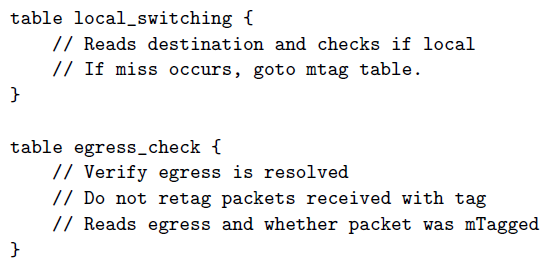 table local_switching {
    // Reads destination and checks if local
    // If miss occurs, goto mtag table.
}

table egress_check {
    // Verify egress is resolved
    // Do not retag packets received with tag
    // Reads egress and whether packet was mTagged
}